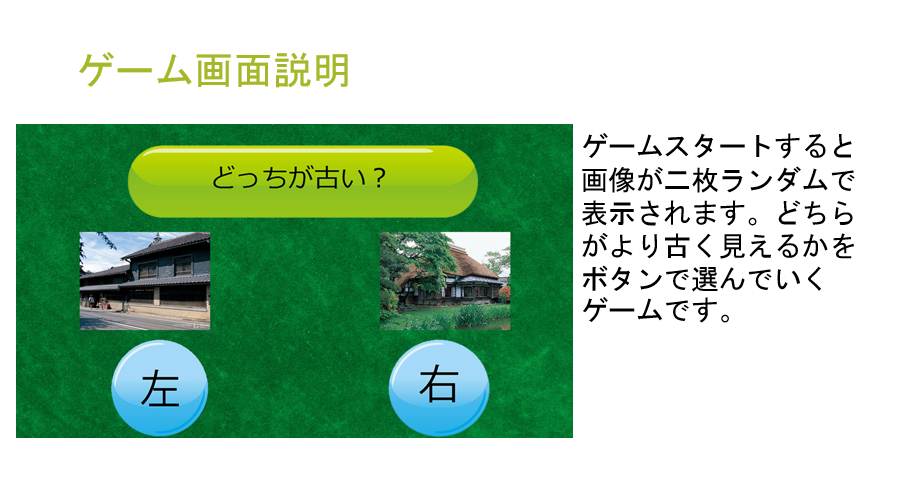 ゲーム画面説明
どっちが古い？
左
右
ゲームスタートすると
画像が二枚ランダムで
表示されます。どちら
がより古く見えるかを
ボタンで選んでいく
ゲームです。